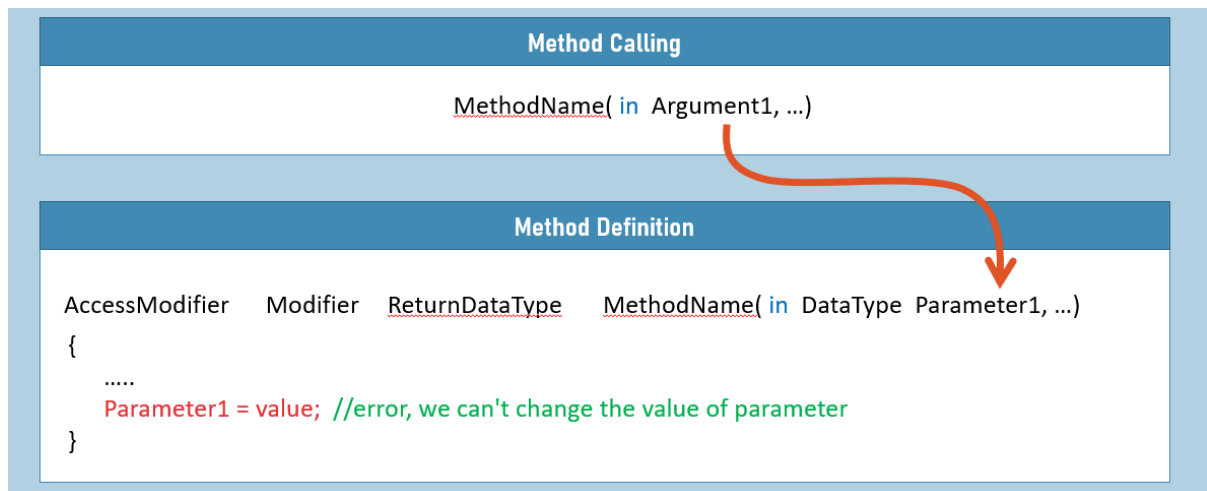 Method Calling
MethodName( in Argument1, ...)
Method Definition
AccessModifier Modifier ReturnDataType MethodName( in DataType Parameter1, ...)
{
.....
Parameter1 = value; //error, we can't change the value of parameter
}